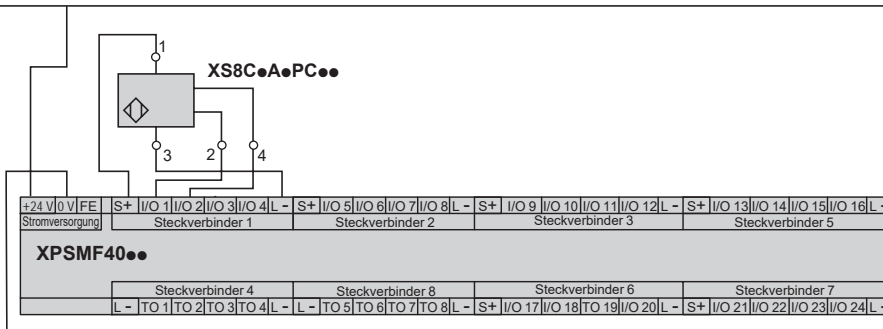 1
XS8C●A●PC●●
3 2 4
+24 V 0 V FE S+ I/O 1 I/O 2 I/O 3 I/O 4 L - S+ I/O 5 I/O 6 I/O 7 I/O 8 L - S+ I/O 9 I/O 10 I/O 11 I/O 12 L - S+ I/O 13 I/O 14 I/O 15 I/O 16 L -
Stromversorgung Steckverbinder 1 Steckverbinder 2 Steckverbinder 3 Steckverbinder 5
XPSMF40●●
Steckverbinder 4 Steckverbinder 8 Steckverbinder 6 Steckverbinder 7
L - TO 1 TO 2 TO 3 TO 4 L - L - TO 5 TO 6 TO 7 TO 8 L - S+ I/O 17 I/O 18 TO 19 I/O 20 L - S+ I/O 21 I/O 22 I/O 23 I/O 24 L -